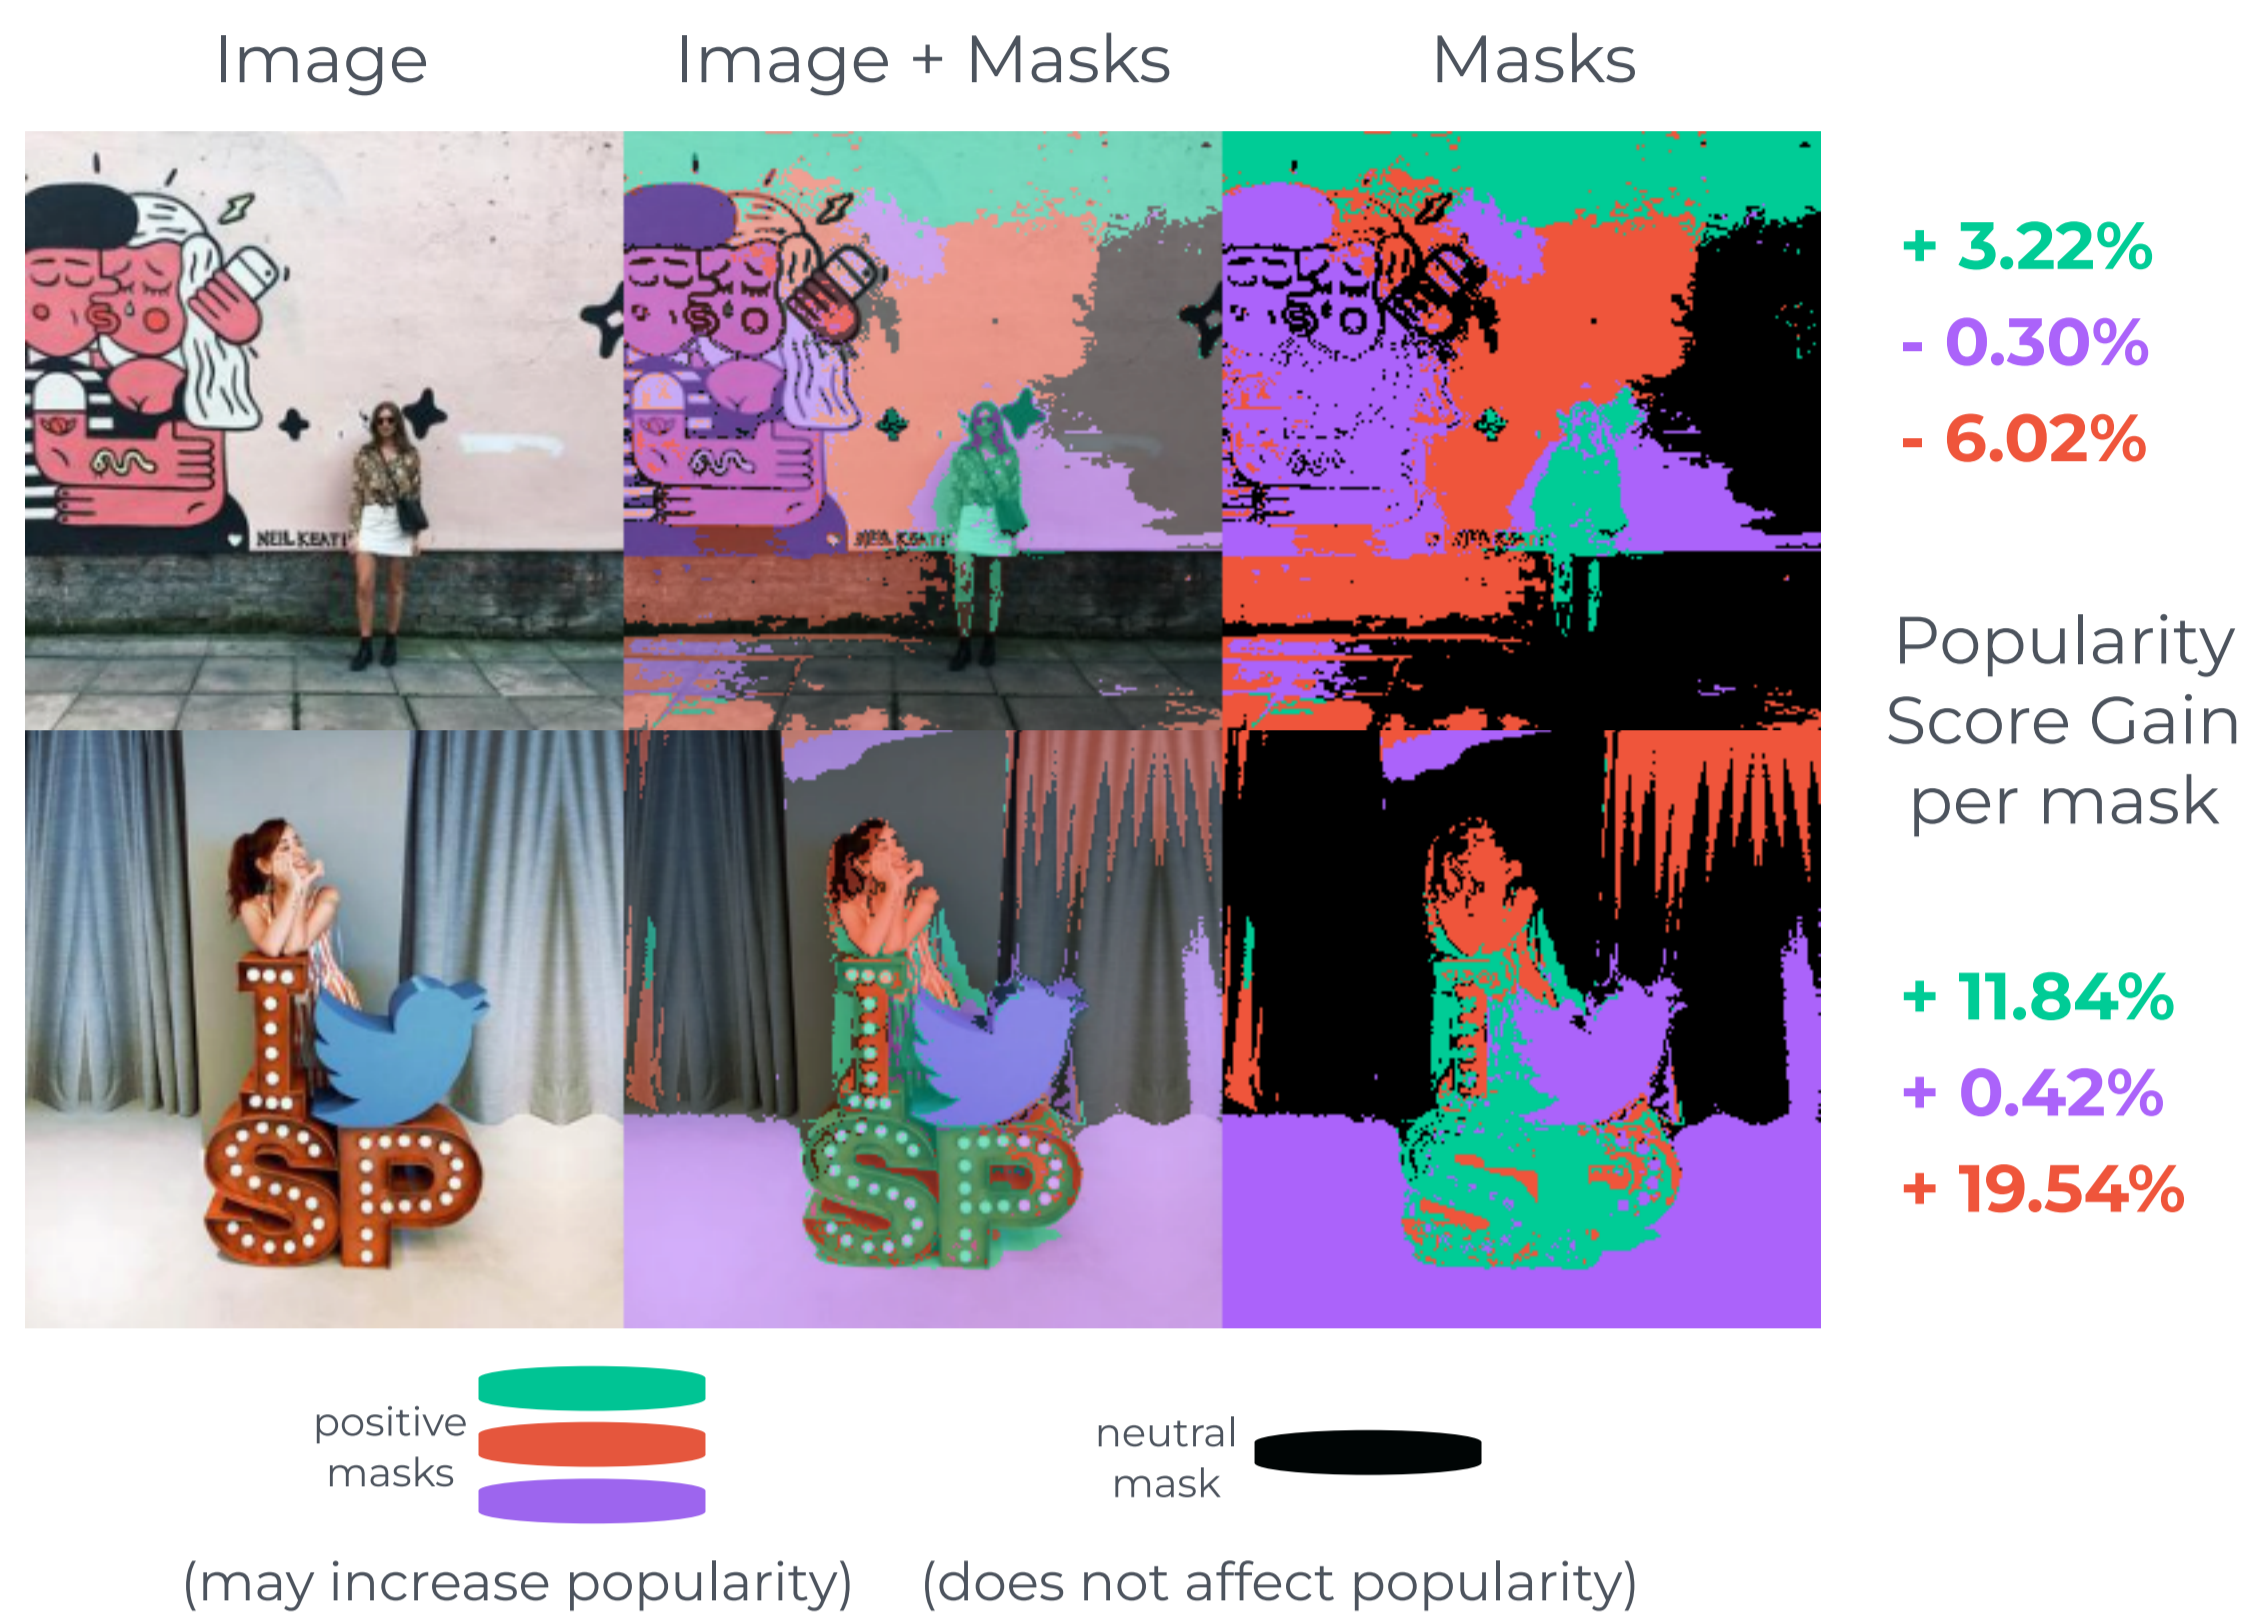 Image
Image + Masks
Masks
NEIL KEATI
+ 3.22%
- 0.30%
- 6.02%
Popularity
Score Gain
per mask
I
SP
+ 11.84%
+ 0.42%
+ 19.54%
positive
masks
neutral
mask
(may increase popularity)
(does not affect popularity)